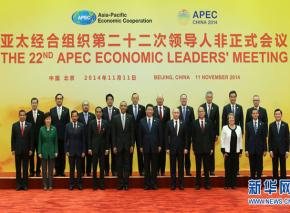 APEC
Asia-Pacific
Economic Cooperation
APEC
CHINA 2014
亚太经合组织第二十二次领导人非正式会议
THE 22ND APEC ECONOMIC LEADERS' MEETING
中国·北京
2014年11月11日
BEIJING, CHINA
11 NOVEMBER 2014
新华网